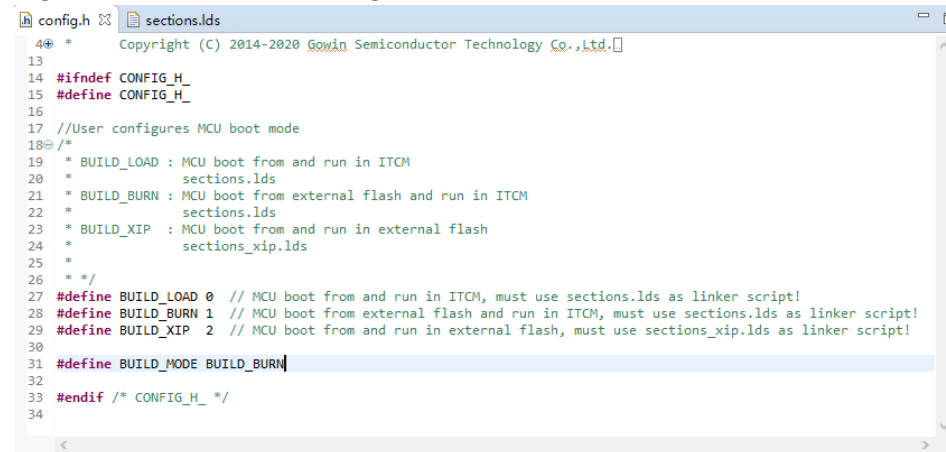 config.h sections.lds
4 * Copyright (C) 2014-2020 Gowin Semiconductor Technology Co.,Ltd.
13
14 #ifndef CONFIG_H_
15 #define CONFIG_H_
16
17 //User configures MCU boot mode
18 /*
19 * BUILD_LOAD : MCU boot from and run in ITCM
20 * sections.lds
21 * BUILD_BURN : MCU boot from external flash and run in ITCM
22 * sections.lds
23 * BUILD_XIP : MCU boot from and run in external flash
24 * sections_xip.lds
25 *
26 * */
27 #define BUILD_LOAD 0 // MCU boot from and run in ITCM, must use sections.lds as linker script!
28 #define BUILD_BURN 1 // MCU boot from external flash and run in ITCM, must use sections.lds as linker script!
29 #define BUILD_XIP 2 // MCU boot from and run in external flash, must use sections_xip.lds as linker script!
30
31 #define BUILD_MODE BUILD_BURN
32
33 #endif /* CONFIG_H_ */
34